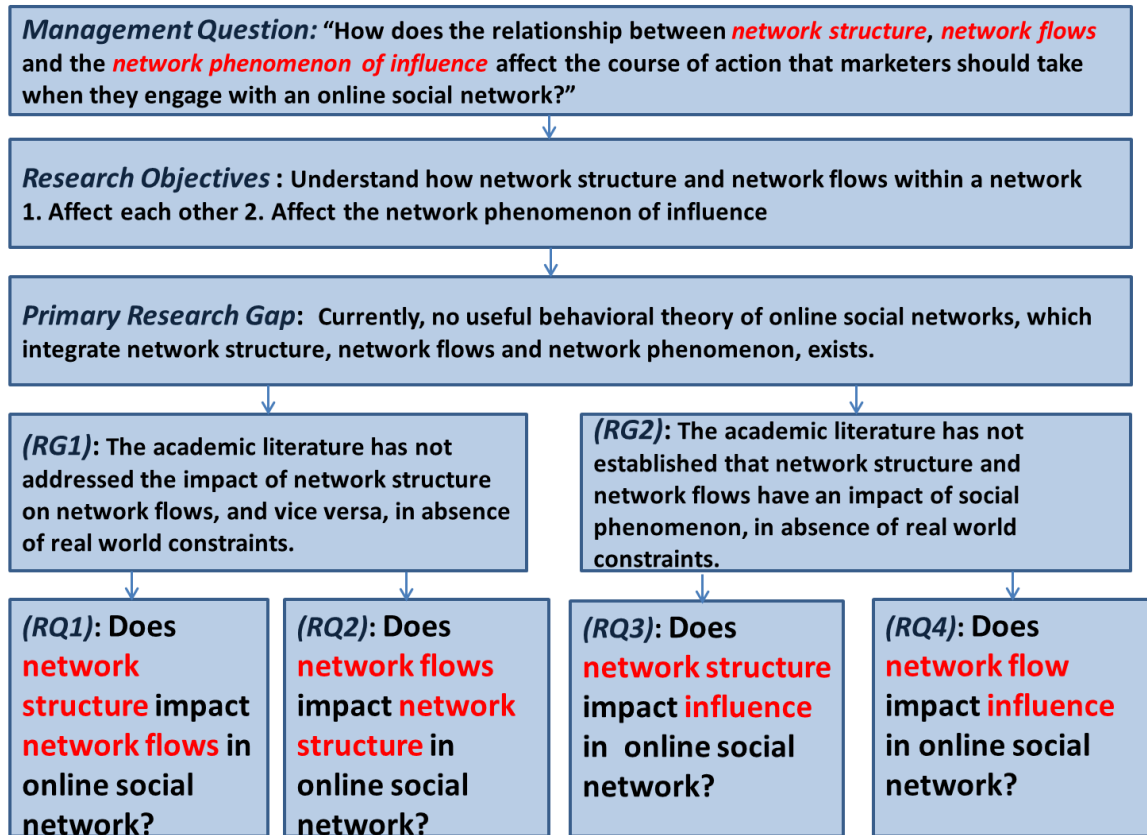 Management Question: “How does the relationship between network structure, network flows
and the network phenomenon of influence affect the course of action that marketers should take
when they engage with an online social network?”
Research Objectives : Understand how network structure and network flows within a network
1. Affect each other 2. Affect the network phenomenon of influence
Primary Research Gap: Currently, no useful behavioral theory of online social networks, which
integrate network structure, network flows and network phenomenon, exists.
(RG1): The academic literature has not
addressed the impact of network structure
on network flows, and vice versa, in absence
of real world constraints.
(RG2): The academic literature has not
established that network structure and
network flows have an impact of social
phenomenon, in absence of real world
constraints.
(RQ1): Does
network
structure impact
network flows in
online social
network?
(RQ2): Does
network flows
impact network
structure in
online social
network?
(RQ3): Does
network structure
impact influence
in online social
network?
(RQ4): Does
network flow
impact influence
in online social
network?